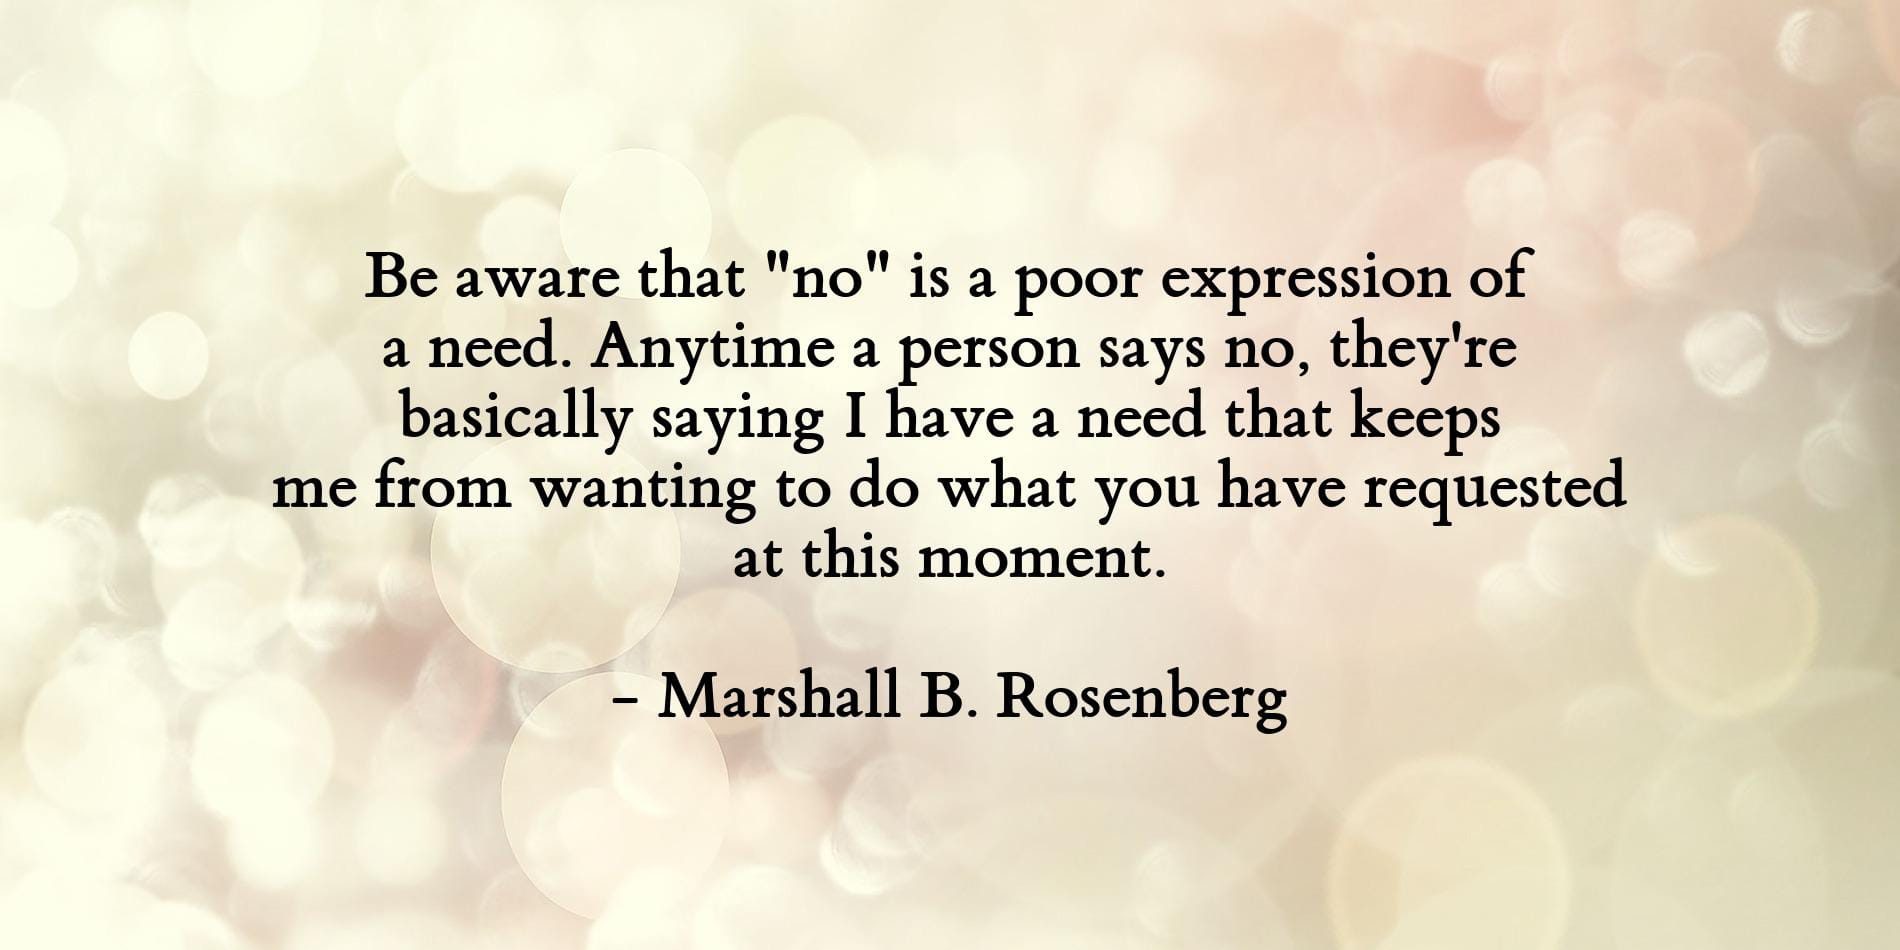 Be aware that "no" is a poor expression of
a need. Anytime a person says no, they're
basically saying I have a need that keeps
me from wanting to do what you have requested
at this moment.
– Marshall B. Rosenberg